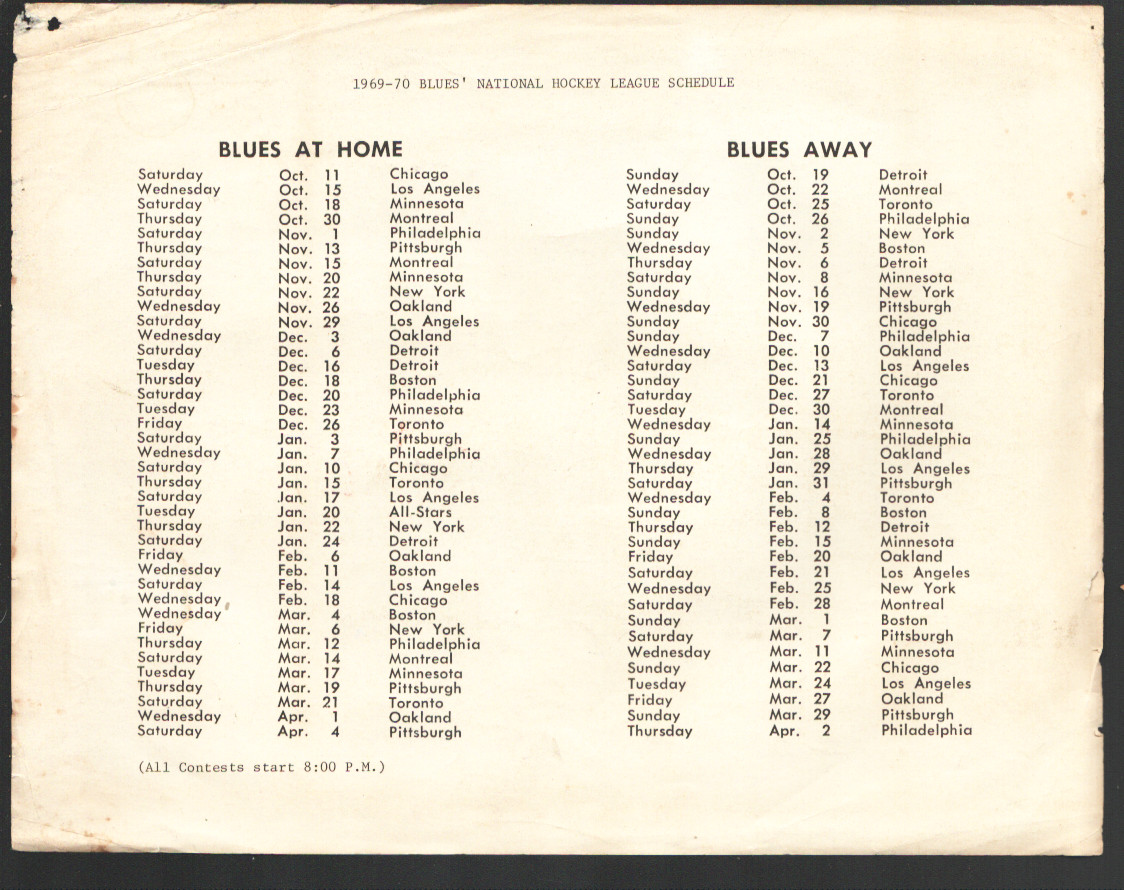 1969-70 BLUES' NATIONAL HOCKEY LEAGUE SCHEDULE
BLUES AT HOME
Saturday Oct. 11 Chicago
Wednesday Oct. 15 Los Angeles
Saturday Oct. 18 Minnesota
Thursday Oct. 30 Montreal
Saturday Nov. 1 Philadelphia
Thursday Nov. 13 Pittsburgh
Saturday Nov. 15 Montreal
Thursday Nov. 20 Minnesota
Saturday Nov. 22 New York
Wednesday Nov. 26 Oakland
Saturday Nov. 29 Los Angeles
Wednesday Dec. 3 Oakland
Saturday Dec. 6 Detroit
Tuesday Dec. 16 Detroit
Thursday Dec. 18 Boston
Saturday Dec. 20 Philadelphia
Tuesday Dec. 23 Minnesota
Friday Dec. 26 Toronto
Saturday Jan. 3 Pittsburgh
Wednesday Jan. 7 Philadelphia
Saturday Jan. 10 Chicago
Thursday Jan. 15 Toronto
Saturday Jan. 17 Los Angeles
Tuesday Jan. 20 All-Stars
Thursday Jan. 22 New York
Saturday Jan. 24 Detroit
Friday Feb. 6 Oakland
Wednesday Feb. 11 Boston
Saturday Feb. 14 Los Angeles
Wednesday Feb. 18 Chicago
Wednesday Mar. 4 Boston
Friday Mar. 6 New York
Thursday Mar. 12 Philadelphia
Saturday Mar. 14 Montreal
Tuesday Mar. 17 Minnesota
Thursday Mar. 19 Pittsburgh
Saturday Mar. 21 Toronto
Wednesday Apr. 1 Oakland
Saturday Apr. 4 Pittsburgh
BLUES AWAY
Sunday Oct. 19 Detroit
Wednesday Oct. 22 Montreal
Saturday Oct. 25 Toronto
Sunday Oct. 26 Philadelphia
Sunday Nov. 2 New York
Wednesday Nov. 5 Boston
Thursday Nov. 6 Detroit
Saturday Nov. 8 Minnesota
Sunday Nov. 16 New York
Wednesday Nov. 19 Pittsburgh
Sunday Nov. 30 Chicago
Sunday Dec. 7 Philadelphia
Wednesday Dec. 10 Oakland
Saturday Dec. 13 Los Angeles
Sunday Dec. 21 Chicago
Saturday Dec. 27 Toronto
Tuesday Dec. 30 Montreal
Wednesday Jan. 14 Minnesota
Sunday Jan. 25 Philadelphia
Wednesday Jan. 28 Oakland
Thursday Jan. 29 Los Angeles
Saturday Jan. 31 Pittsburgh
Wednesday Feb. 4 Toronto
Sunday Feb. 8 Boston
Thursday Feb. 12 Detroit
Sunday Feb. 15 Minnesota
Friday Feb. 20 Oakland
Saturday Feb. 21 Los Angeles
Wednesday Feb. 25 New York
Saturday Feb. 28 Montreal
Sunday Mar. 1 Boston
Saturday Mar. 7 Pittsburgh
Wednesday Mar. 11 Minnesota
Sunday Mar. 22 Chicago
Tuesday Mar. 24 Los Angeles
Friday Mar. 27 Oakland
Sunday Mar. 29 Pittsburgh
Thursday Apr. 2 Philadelphia
(All Contests start 8:00 P.M.)